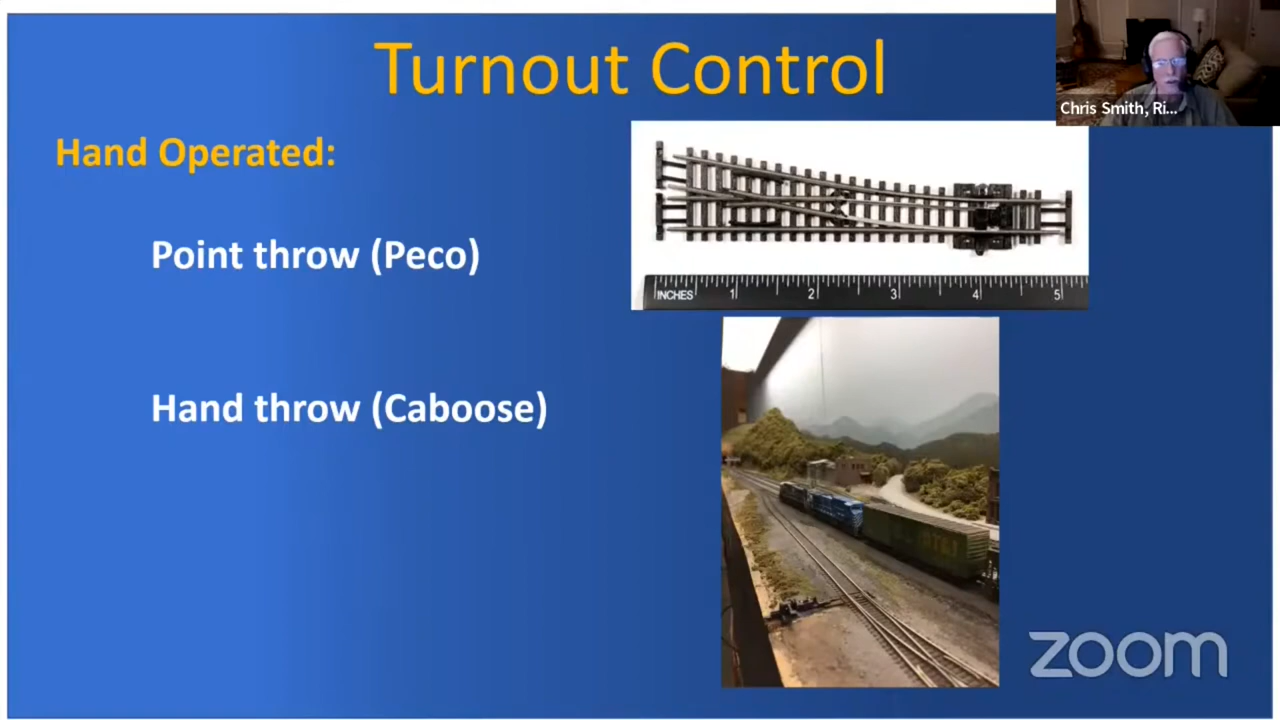 Turnout Control
Chris Smith, Ri...
Hand Operated:
Point throw (Peco)
INCHES 1 2 3 4 5
Hand throw (Caboose)
zoom